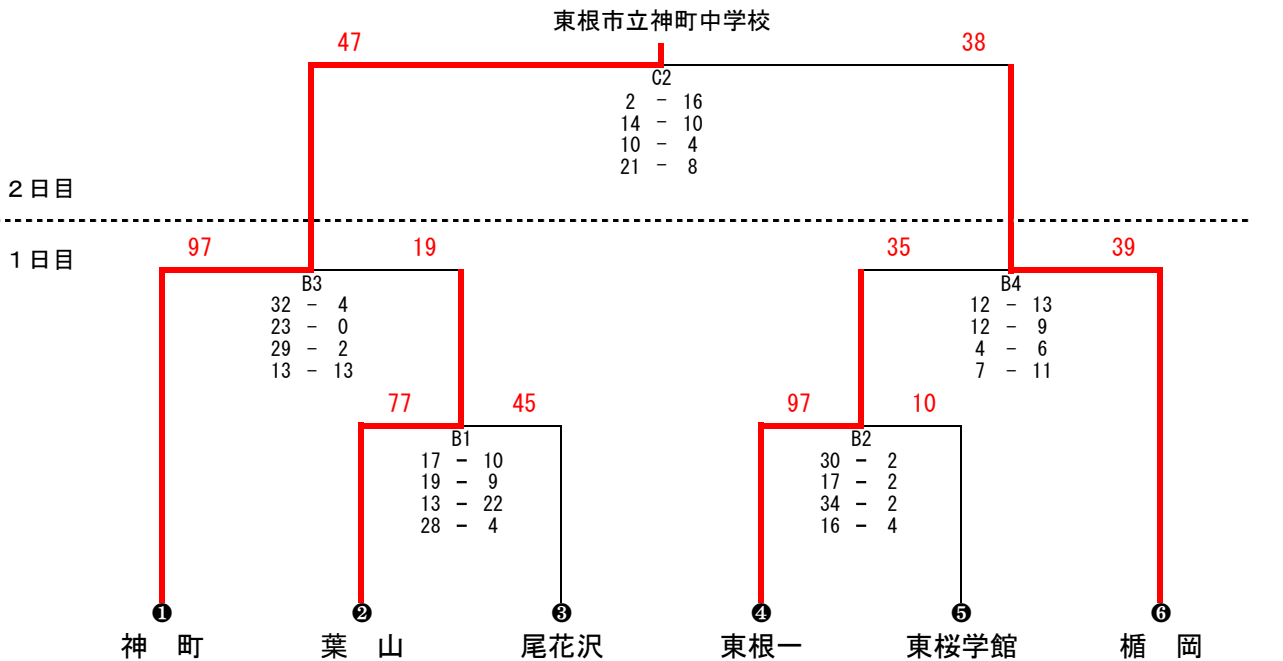 東根市立神町中学校
47 38
C2
2 － 16
14 － 10
10 － 4
21 － 8
2日目
1日目
97 19
B3
32 － 4
23 － 0
29 － 2
13 － 13
35 39
B4
12 － 13
12 － 9
4 － 6
7 － 11
77 45
B1
17 － 10
19 － 9
13 － 22
28 － 4
97 10
B2
30 － 2
17 － 2
34 － 2
16 － 4
❶ ❷ ❸ ❹ ❺ ❻
神　町 葉　山 尾花沢 東根一 東桜学館 楯　岡